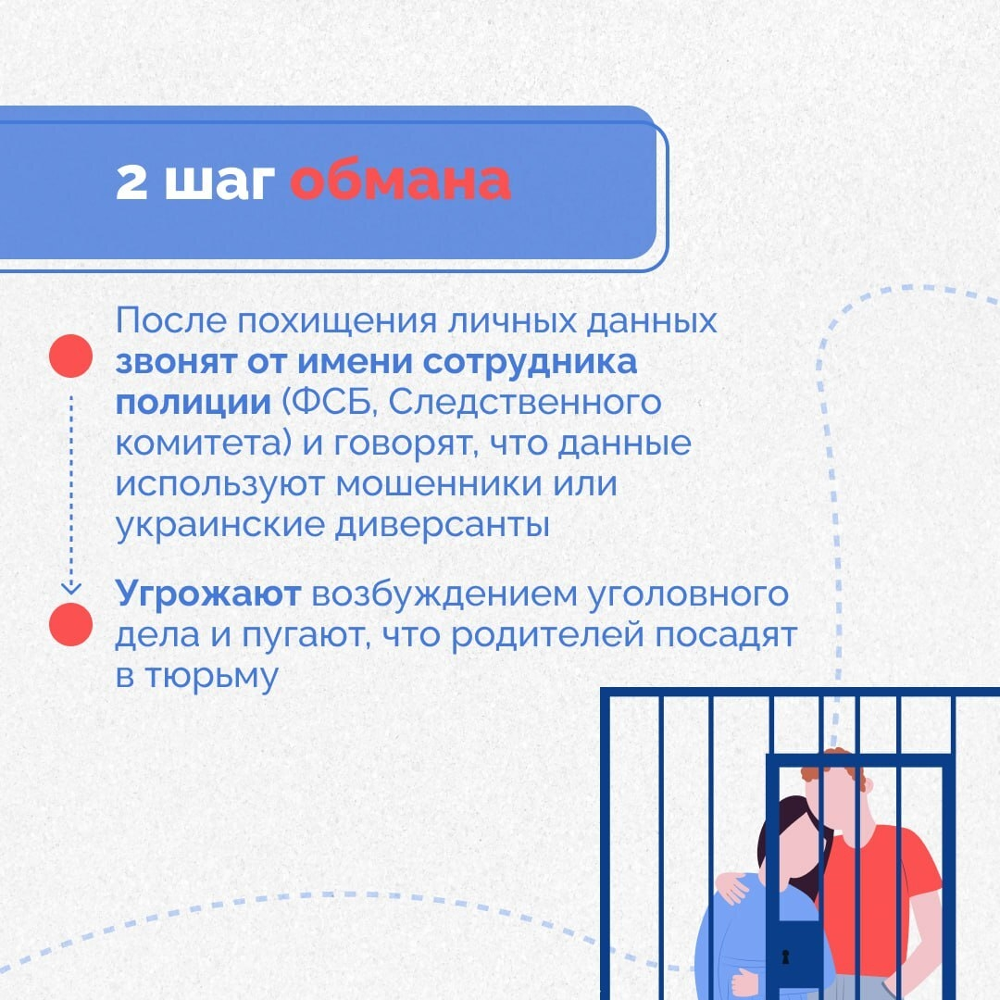 2 шаг обмана
После похищения личных данных
звонят от имени сотрудника
полиции (ФСБ, Следственного
комитета) и говорят, что данные
используют мошенники или
украинские диверсанты
Угрожают возбуждением уголовного
дела и пугают, что родителей посадят
в тюрьму